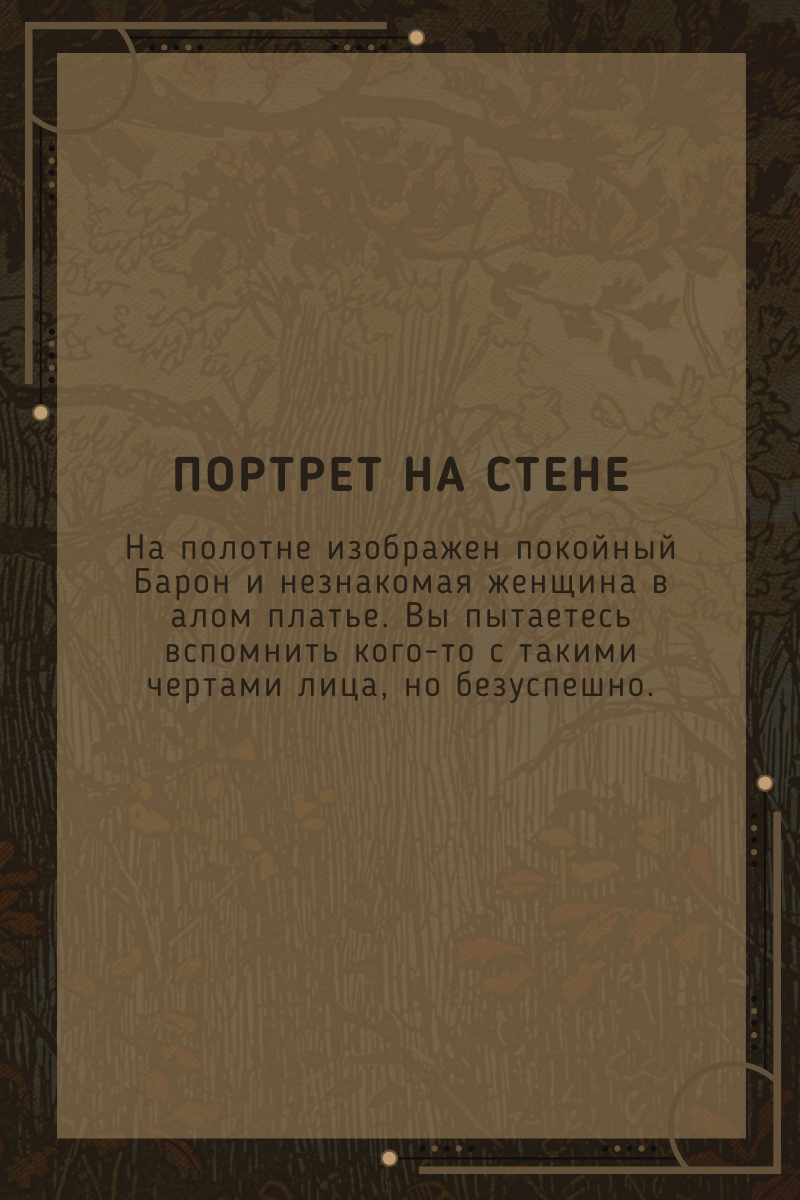 ПОРТРЕТ НА СТЕНЕ
На полотне изображен покойный
Барон и незнакомая женщина в
алом платье. Вы пытаетесь
вспомнить кого-то с такими
чертами лица, но безуспешно.